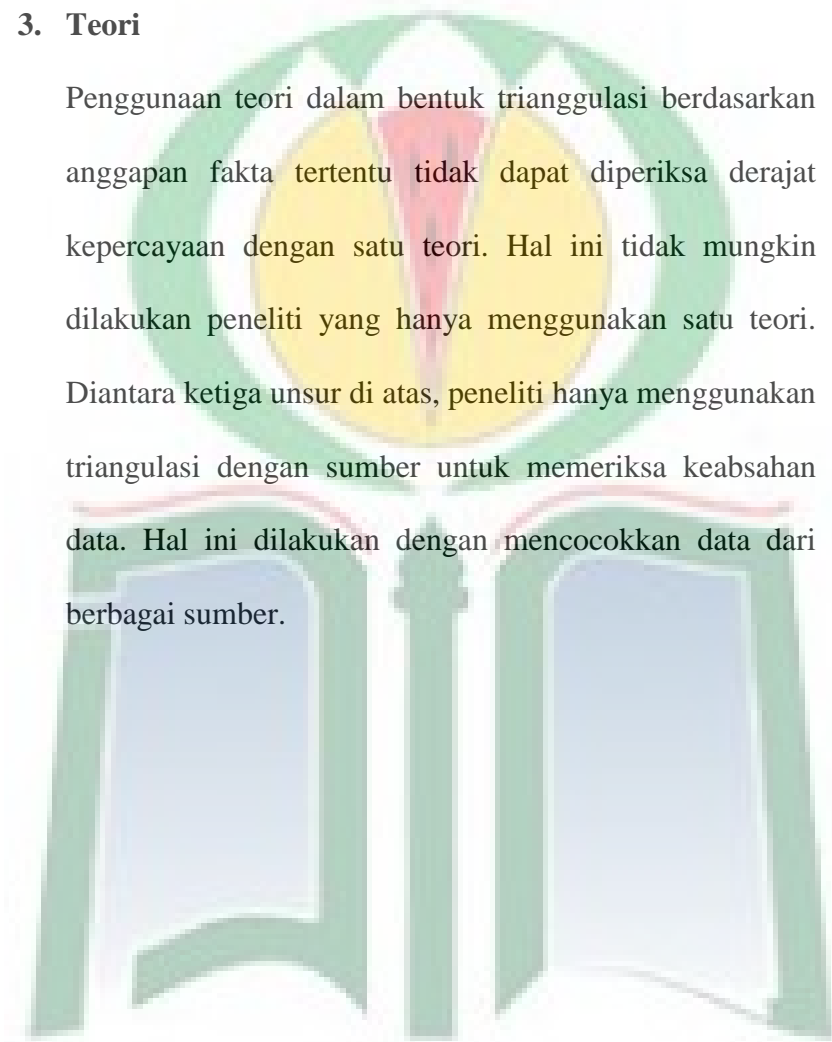 3. Teori
Penggunaan teori dalam bentuk trianggulasi berdasarkan
anggapan fakta tertentu tidak dapat diperiksa derajat
kepercayaan dengan satu teori. Hal ini tidak mungkin
dilakukan peneliti yang hanya menggunakan satu teori.
Diantara ketiga unsur di atas, peneliti hanya menggunakan
triangulasi dengan sumber untuk memeriksa keabsahan
data. Hal ini dilakukan dengan mencocokkan data dari
berbagai sumber.